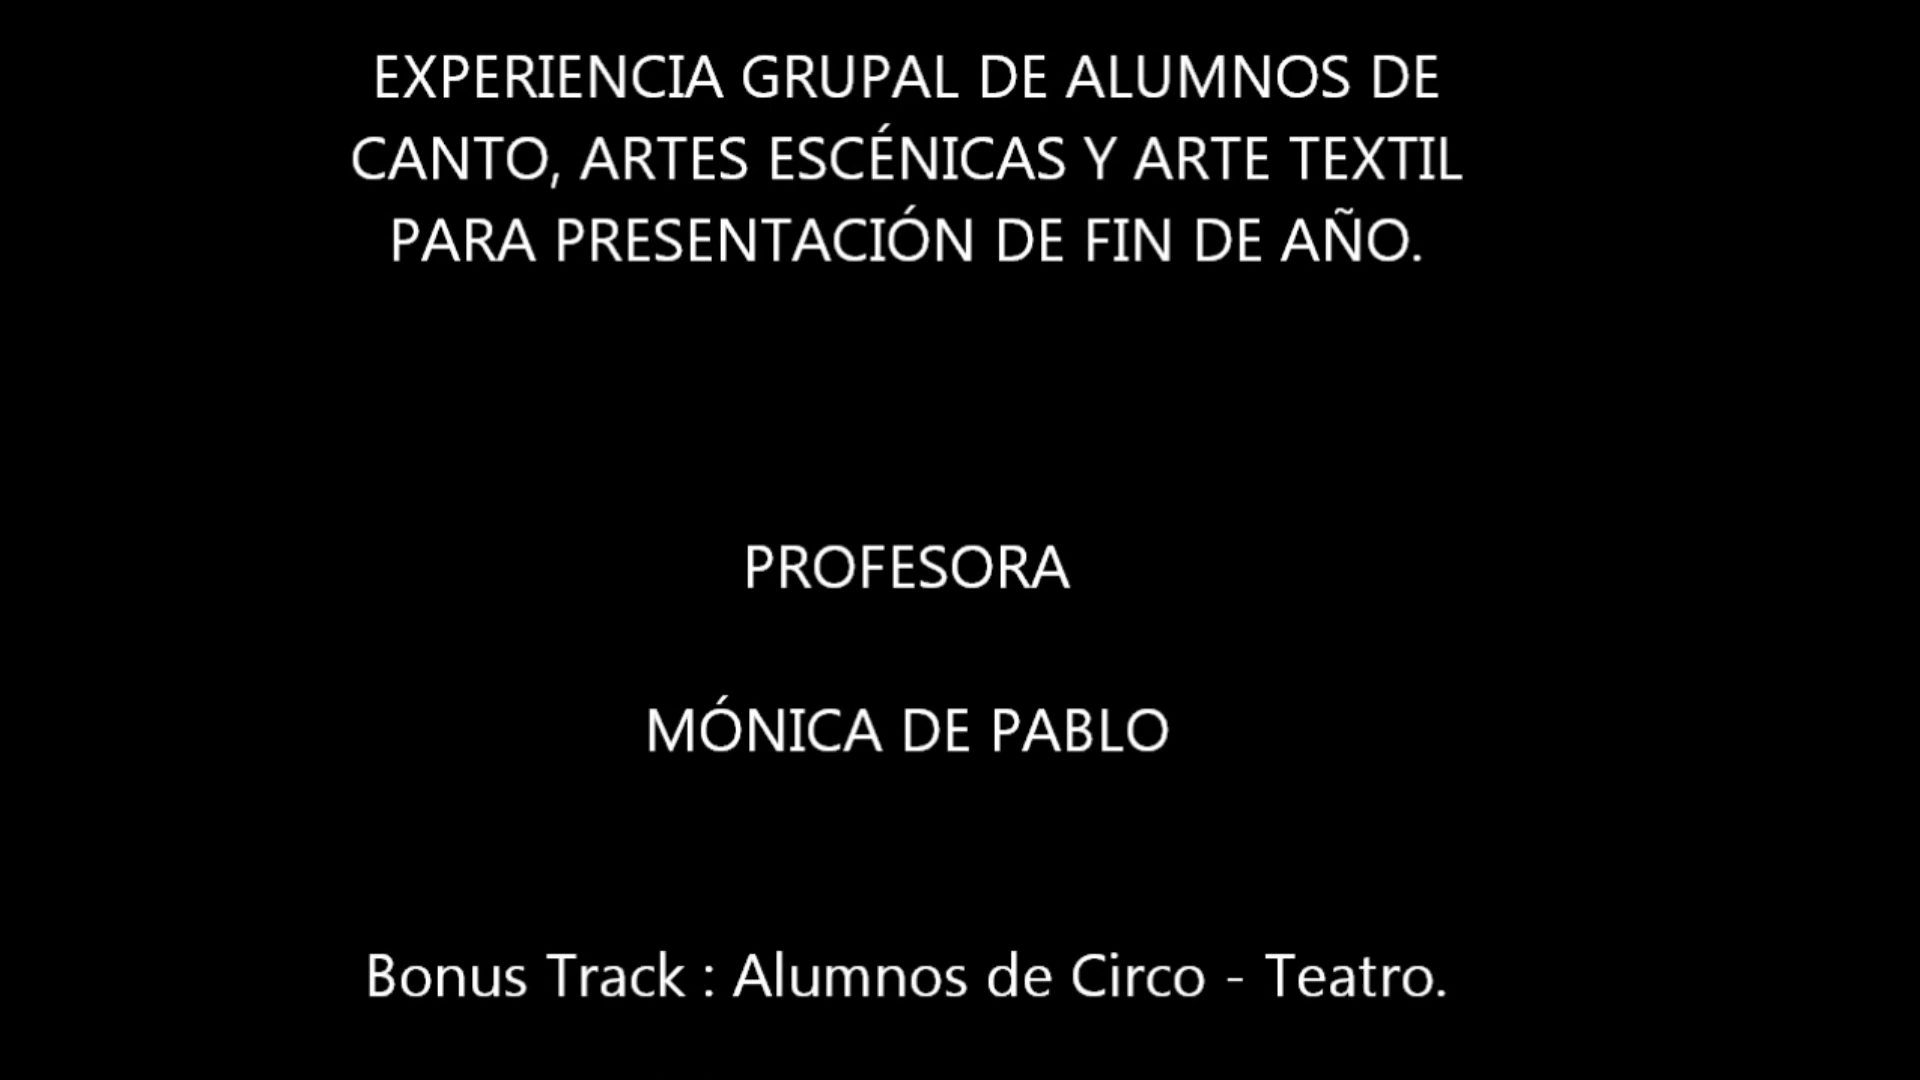 EXPERIENCIA GRUPAL DE ALUMNOS DE
CANTO, ARTES ESCÉNICAS Y ARTE TEXTIL
PARA PRESENTACIÓN DE FIN DE AÑO.
PROFESORA
MÓNICA DE PABLO
Bonus Track : Alumnos de Circo - Teatro.